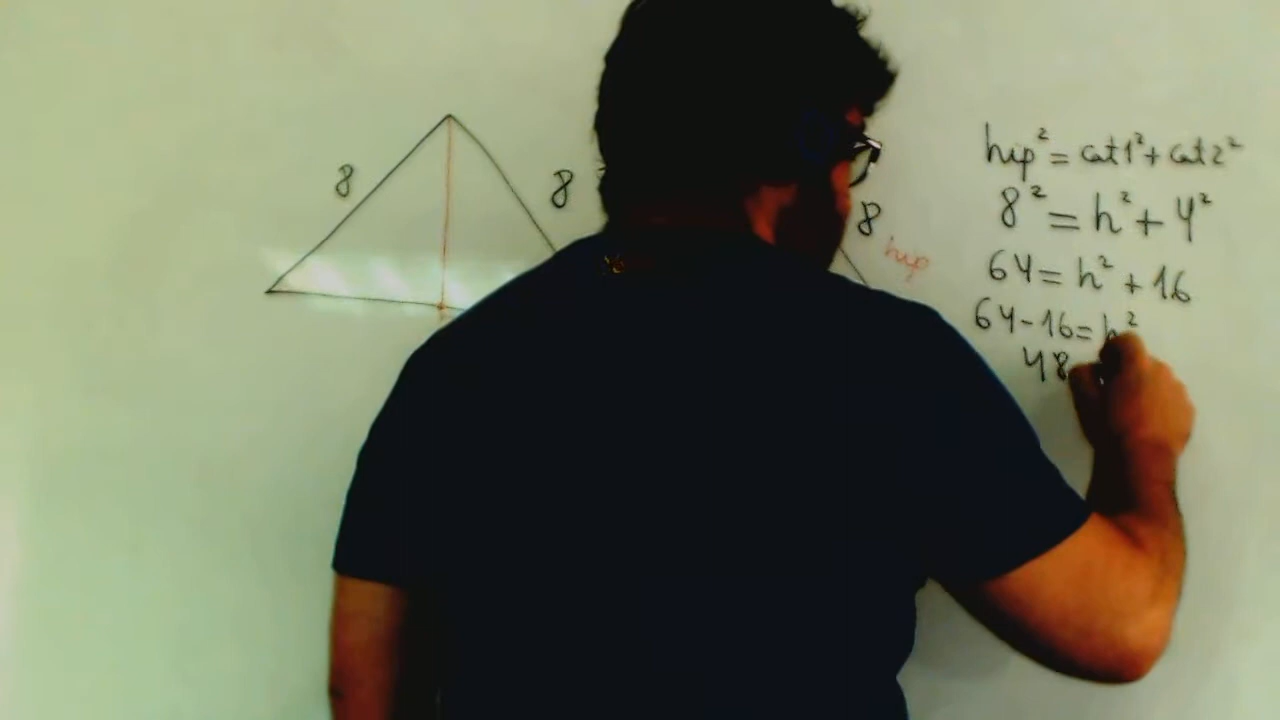 8
8
8
hip
hip² = cat1² + cat2²
8² = h² + 4²
64 = h² + 16
64 - 16 = h²
48